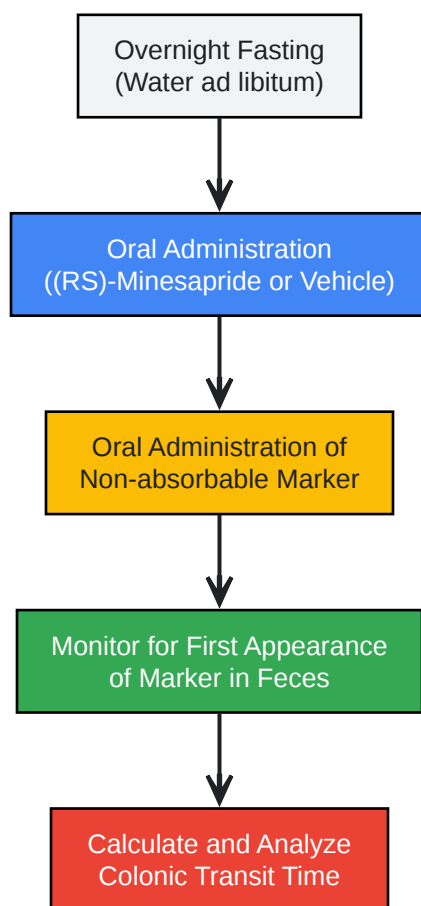 Overnight Fasting
(Water ad libitum)
Oral Administration
((RS)-Minesapride or Vehicle)
Oral Administration of
Non-absorbable Marker
Monitor for First Appearance
of Marker in Feces
Calculate and Analyze
Colonic Transit Time